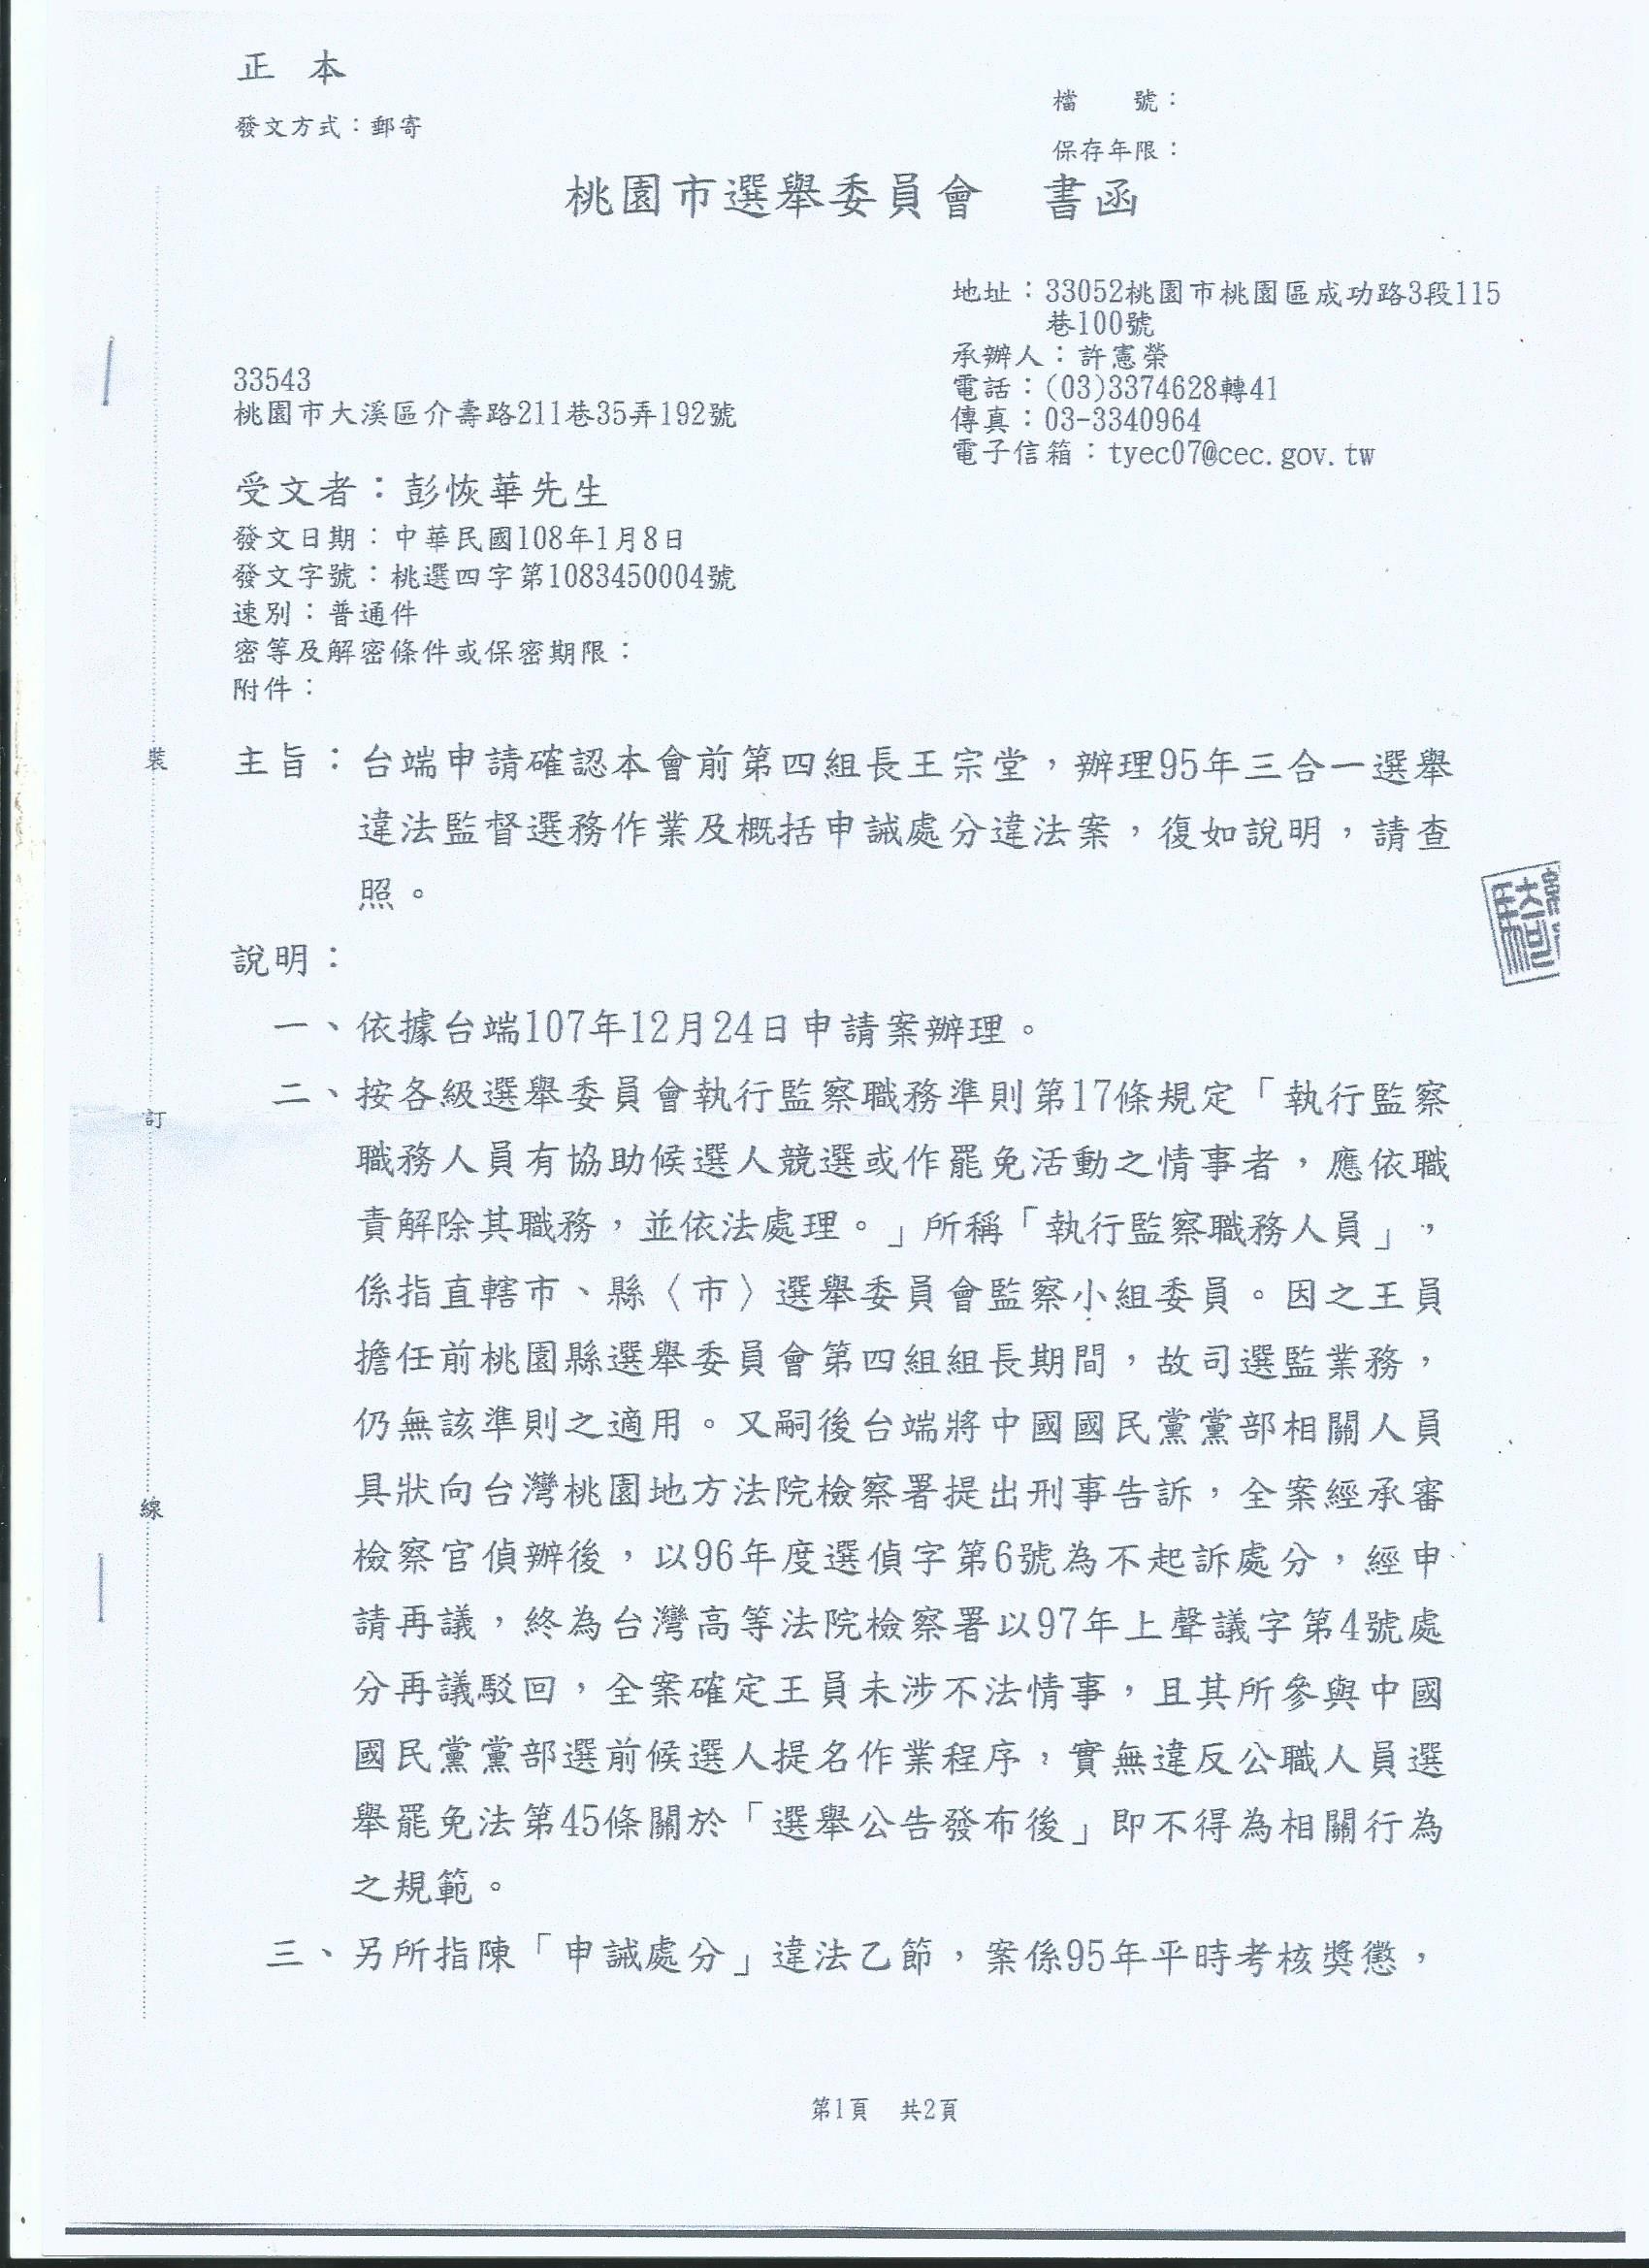 正　本
發文方式：郵寄
檔　　號：
保存年限：
桃園市選舉委員會　書函
地址：33052桃園市桃園區成功路3段115
巷100號
承辦人：許憲榮
電話：(03)3374628轉41
傳真：03-3340964
電子信箱：tyec07@cec.gov.tw
33543
桃園市大溪區介壽路211巷35弄192號
受文者：彭恢華先生
發文日期：中華民國108年1月8日
發文字號：桃選四字第1083450004號
速別：普通件
密等及解密條件或保密期限：
附件：
主旨：台端申請確認本會前第四組長王宗堂，辦理95年三合一選舉
違法監督選務作業及概括申誡處分違法案，復如說明，請查
照。
說明：
一、依據台端107年12月24日申請案辦理。
二、按各級選舉委員會執行監察職務準則第17條規定「執行監察
職務人員有協助候選人競選或作罷免活動之情事者，應依職
責解除其職務，並依法處理。」所稱「執行監察職務人員」，
係指直轄市、縣〈市〉選舉委員會監察小組委員。因之王員
擔任前桃園縣選舉委員會第四組組長期間，故司選監業務，
仍無該準則之適用。又嗣後台端將中國國民黨黨部相關人員
具狀向台灣桃園地方法院檢察署提出刑事告訴，全案經承審
檢察官偵辦後，以96年度選偵字第6號為不起訴處分，經申
請再議，終為台灣高等法院檢察署以97年上聲議字第4號處
分再議駁回，全案確定王員未涉不法情事，且其所參與中國
國民黨黨部選前候選人提名作業程序，實無違反公職人員選
舉罷免法第45條關於「選舉公告發布後」即不得為相關行為
之規範。
三、另所指陳「申誡處分」違法乙節，案係95年平時考核獎懲，
裝
訂
線
第1頁　共2頁